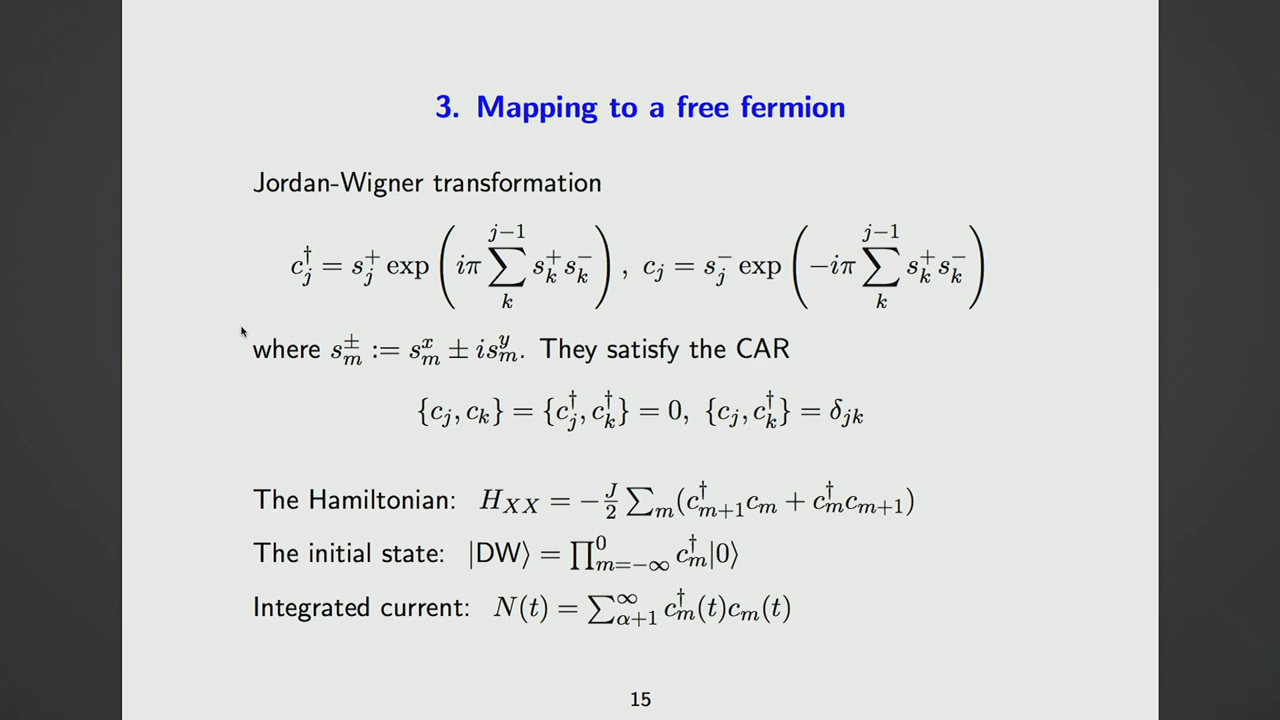 3. Mapping to a free fermion
Jordan-Wigner transformation
$c_j^\dagger = s_j^+ \exp\left(i\pi \sum_k^{j-1} s_k^+ s_k^-\right), \; c_j = s_j^- \exp\left(-i\pi \sum_k^{j-1} s_k^+ s_k^-\right)$
where $s_m^\pm := s_m^x \pm i s_m^y$. They satisfy the CAR
$\{c_j, c_k\} = \{c_j^\dagger, c_k^\dagger\} = 0, \; \{c_j, c_k^\dagger\} = \delta_{jk}$
The Hamiltonian: $H_{XX} = -\frac{J}{2} \sum_m (c_{m+1}^\dagger c_m + c_m^\dagger c_{m+1})$
The initial state: $|\mathrm{DW}\rangle = \prod_{m=-\infty}^0 c_m^\dagger |0\rangle$
Integrated current: $N(t) = \sum_{\alpha+1}^\infty c_m^\dagger(t) c_m(t)$
15